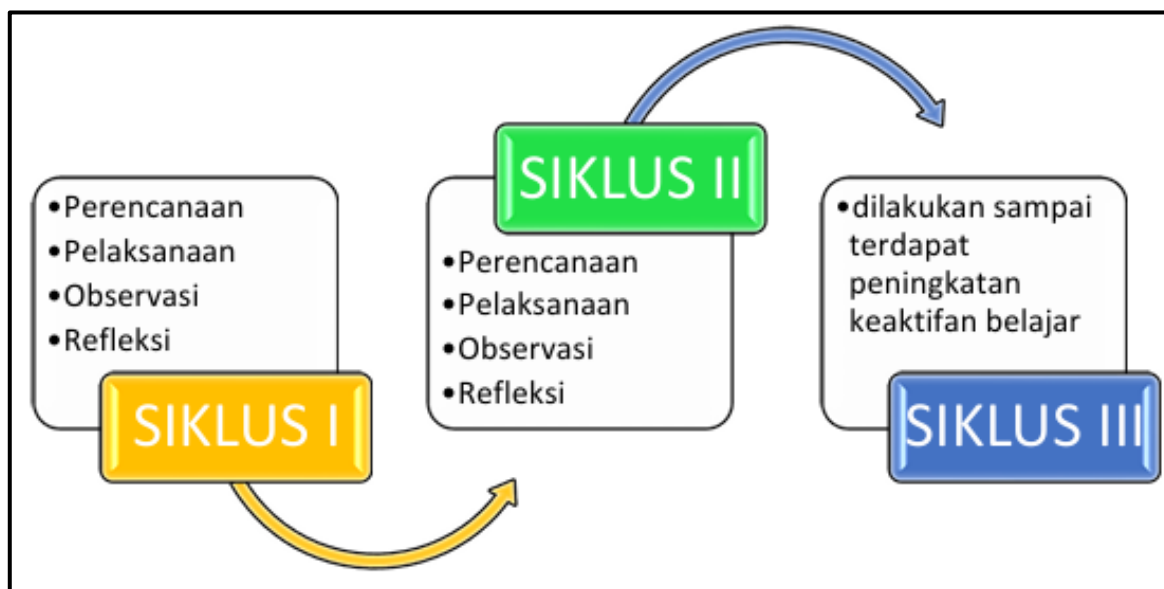 •Perencanaan
•Pelaksanaan
•Observasi
•Refleksi
SIKLUS I
SIKLUS II
•Perencanaan
•Pelaksanaan
•Observasi
•Refleksi
•dilakukan sampai
terdapat
peningkatan
keaktifan belajar
SIKLUS III